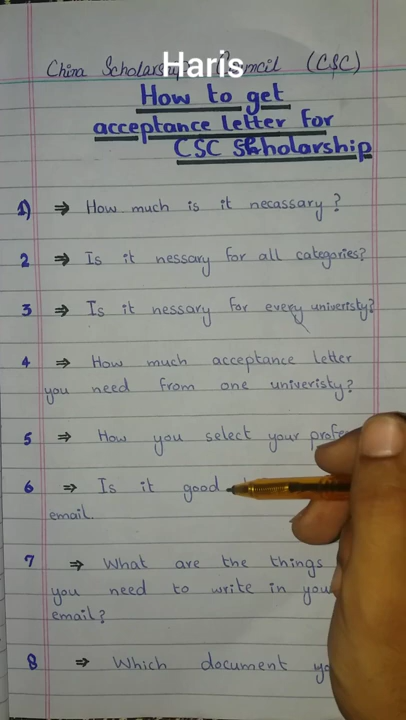 China Scholarship Council (CSC)
Haris
How to get
acceptance letter for
CSC Skholarship
1) ⇒ How much is it necassary?
2 ⇒ Is it nessary for all categories?
3 ⇒ Is it nessary for every univeristy?
4 ⇒ How much acceptance letter
you need from one univeristy?
5 ⇒ How you select your
6 ⇒ Is it good
email.
7 ⇒ What are the things
you need to write in
email?
8 ⇒ Which document